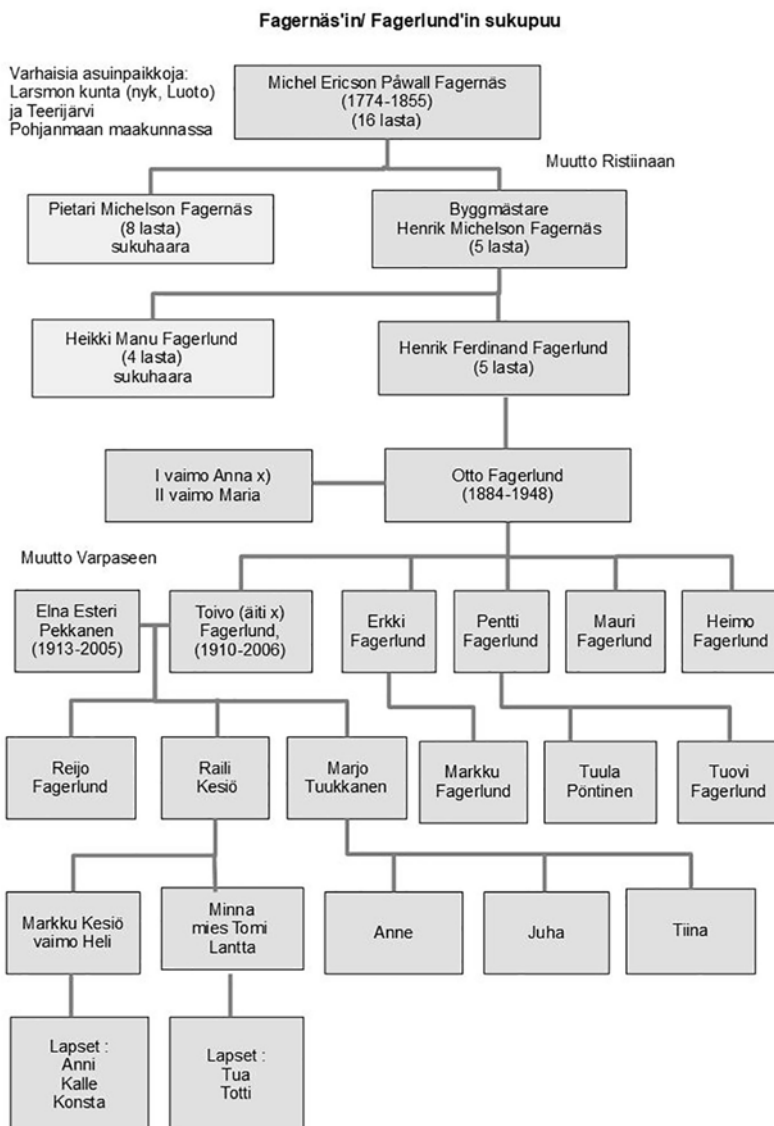 Fagernäs'in/ Fagerlund'in sukupuu
Varhaisia asuinpaikkoja:
Larsmon kunta (nyk, Luoto)
ja Teerijärvi
Pohjanmaan maakunnassa
Michel Ericson Påwall Fagernäs
(1774-1855)
(16 lasta)
Muutto Ristiinaan
Pietari Michelson Fagernäs
(8 lasta)
sukuhaara
Byggmästare
Henrik Michelson Fagernäs
(5 lasta)
Heikki Manu Fagerlund
(4 lasta)
sukuhaara
Henrik Ferdinand Fagerlund
(5 lasta)
I vaimo Anna x)
II vaimo Maria
Otto Fagerlund
(1884-1948)
Muutto Varpaseen
Elna Esteri
Pekkanen
(1913-2005)
Toivo (äiti x)
Fagerlund,
(1910-2006)
Erkki
Fagerlund
Pentti
Fagerlund
Mauri
Fagerlund
Heimo
Fagerlund
Reijo
Fagerlund
Raili
Kesiö
Marjo
Tuukkanen
Markku
Fagerlund
Tuula
Pöntinen
Tuovi
Fagerlund
Markku Kesiö
vaimo Heli
Minna
mies Tomi
Lantta
Anne
Juha
Tiina
Lapset :
Anni
Kalle
Konsta
Lapset :
Tua
Totti